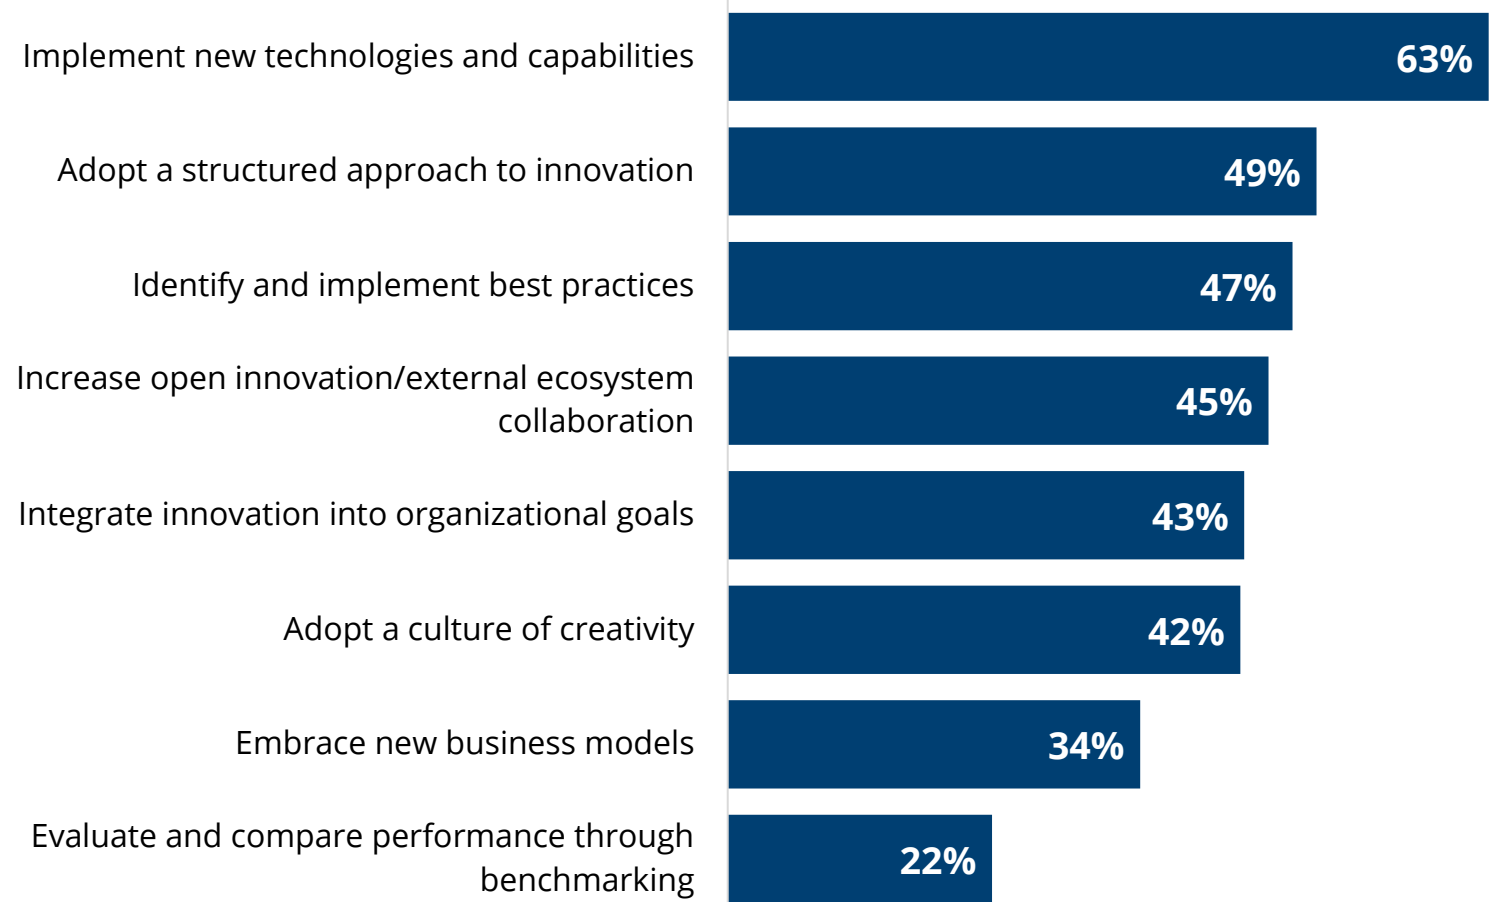 Implement new technologies and capabilities 63%
Adopt a structured approach to innovation 49%
Identify and implement best practices 47%
Increase open innovation/external ecosystem
collaboration 45%
Integrate innovation into organizational goals 43%
Adopt a culture of creativity 42%
Embrace new business models 34%
Evaluate and compare performance through
benchmarking 22%